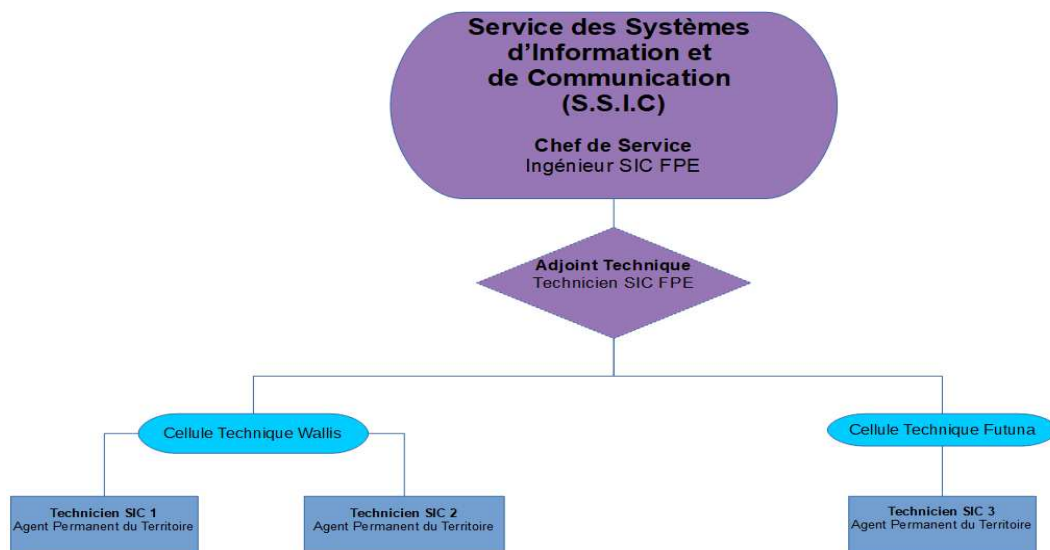 Service des Systèmes
d’Information et
de Communication
(S.S.I.C)
Chef de Service
Ingénieur SIC FPE
Adjoint Technique
Technicien SIC FPE
Cellule Technique Wallis
Cellule Technique Futuna
Technicien SIC 1
Agent Permanent du Territoire
Technicien SIC 2
Agent Permanent du Territoire
Technicien SIC 3
Agent Permanent du Territoire